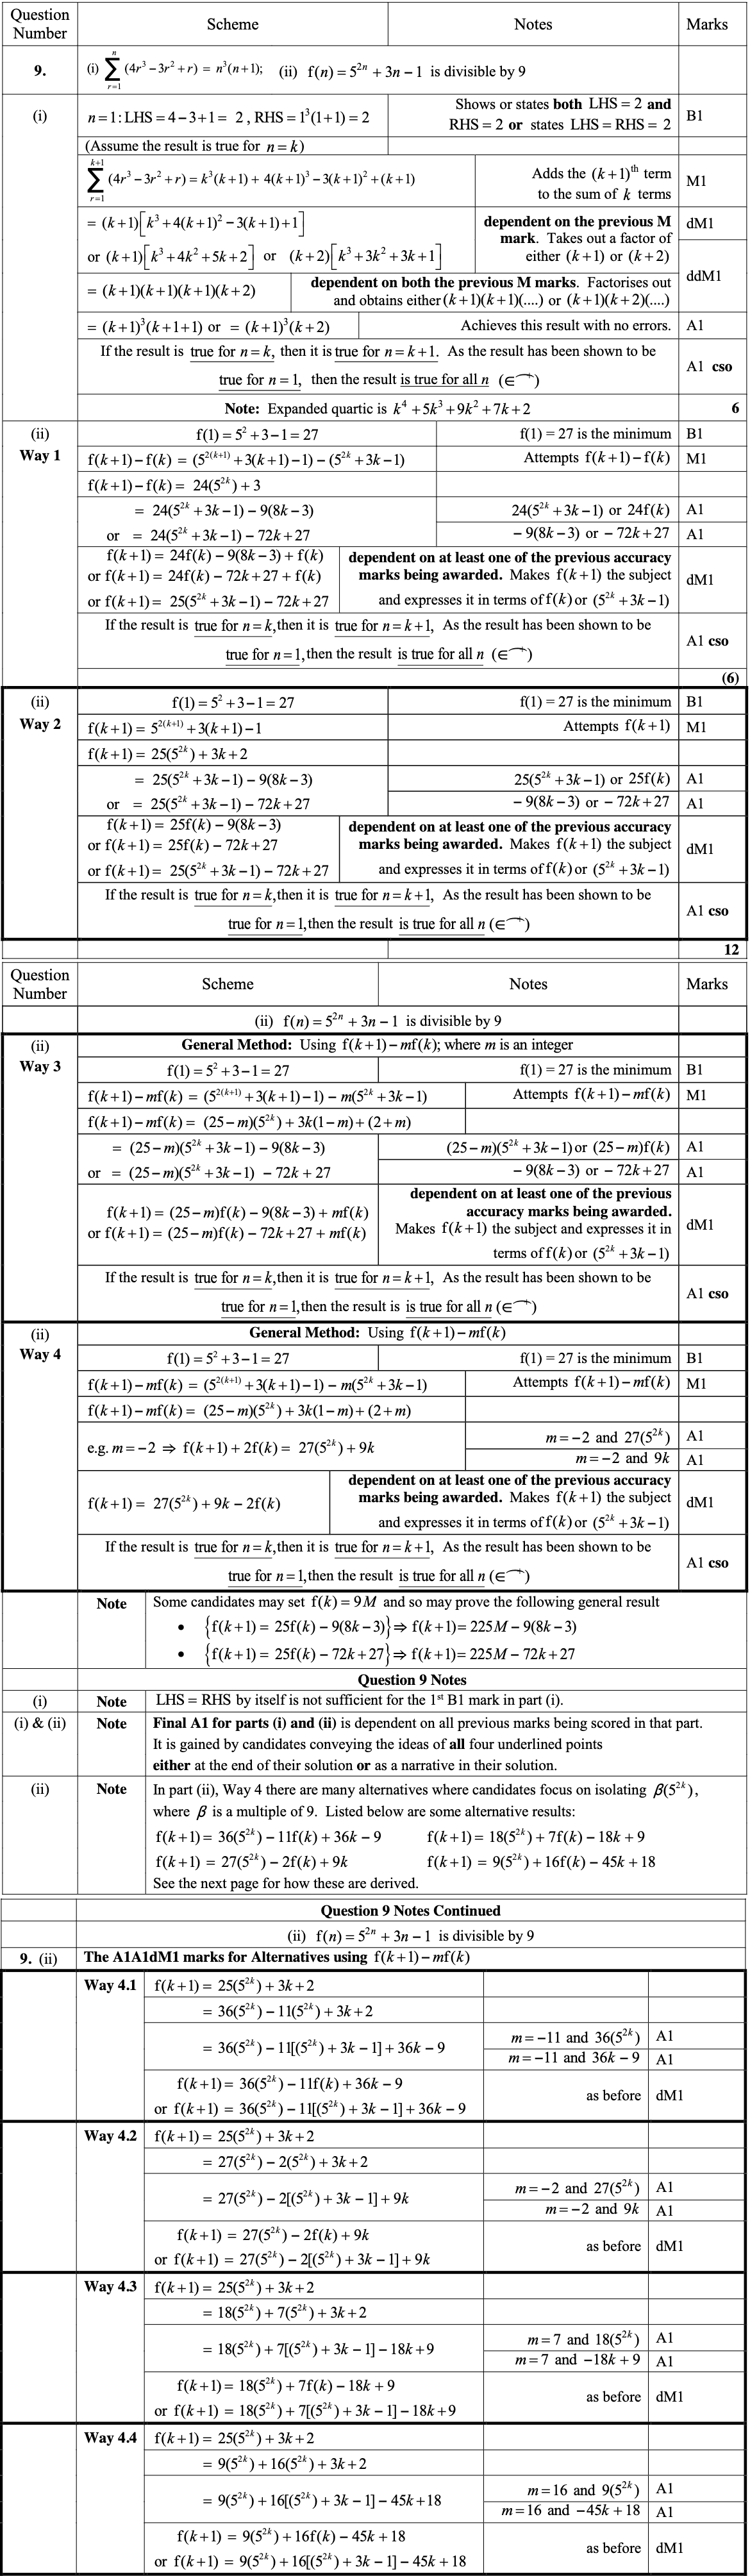 Question Number Scheme Notes Marks
9. (i) \sum_{r=1}^{n} (4r³ − 3r² + r) = n³(n+1); (ii) f(n) = 5^{2n} + 3n − 1 is divisible by 9
(i) n = 1: LHS = 4 − 3 + 1 = 2 , RHS = 1³(1+1) = 2 Shows or states both LHS = 2 and RHS = 2 or states LHS = RHS = 2 B1
(Assume the result is true for n = k)
\sum_{r=1}^{k+1} (4r³ − 3r² + r) = k³(k+1) + 4(k+1)³ − 3(k+1)² + (k+1) Adds the (k+1)^{th} term to the sum of k terms M1
= (k+1)[k³ + 4(k+1)² − 3(k+1) + 1] dependent on the previous M mark. Takes out a factor of either (k+1) or (k+2) dM1
or (k+1)[k³ + 4k² + 5k + 2] or (k+2)[k³ + 3k² + 3k + 1]
= (k+1)(k+1)(k+1)(k+2) dependent on both the previous M marks. Factorises out and obtains either (k+1)(k+1)(....) or (k+1)(k+2)(....) ddM1
= (k+1)³(k+1+1) or = (k+1)³(k+2) Achieves this result with no errors. A1
If the result is true for n = k, then it is true for n = k+1. As the result has been shown to be
true for n = 1, then the result is true for all n (∈ ) A1 cso
Note: Expanded quartic is k⁴ + 5k³ + 9k² + 7k + 2 6
(ii) f(1) = 5² + 3 − 1 = 27 f(1) = 27 is the minimum B1
Way 1 f(k+1) − f(k) = (5^{2(k+1)} + 3(k+1) − 1) − (5^{2k} + 3k − 1) Attempts f(k+1) − f(k) M1
f(k+1) − f(k) = 24(5^{2k}) + 3
= 24(5^{2k} + 3k − 1) − 9(8k − 3) 24(5^{2k} + 3k − 1) or 24f(k) A1
or = 24(5^{2k} + 3k − 1) − 72k + 27 − 9(8k − 3) or − 72k + 27 A1
f(k+1) = 24f(k) − 9(8k − 3) + f(k) dependent on at least one of the previous accuracy
or f(k+1) = 24f(k) − 72k + 27 + f(k) marks being awarded. Makes f(k+1) the subject dM1
or f(k+1) = 25(5^{2k} + 3k − 1) − 72k + 27 and expresses it in terms of f(k) or (5^{2k} + 3k − 1)
If the result is true for n = k, then it is true for n = k+1, As the result has been shown to be
true for n = 1, then the result is true for all n (∈ ) A1 cso
(6)
(ii) f(1) = 5² + 3 − 1 = 27 f(1) = 27 is the minimum B1
Way 2 f(k+1) = 5^{2(k+1)} + 3(k+1) − 1 Attempts f(k+1) M1
f(k+1) = 25(5^{2k}) + 3k + 2
= 25(5^{2k} + 3k − 1) − 9(8k − 3) 25(5^{2k} + 3k − 1) or 25f(k) A1
or = 25(5^{2k} + 3k − 1) − 72k + 27 − 9(8k − 3) or − 72k + 27 A1
f(k+1) = 25f(k) − 9(8k − 3) dependent on at least one of the previous accuracy
or f(k+1) = 25f(k) − 72k + 27 marks being awarded. Makes f(k+1) the subject dM1
or f(k+1) = 25(5^{2k} + 3k − 1) − 72k + 27 and expresses it in terms of f(k) or (5^{2k} + 3k − 1)
If the result is true for n = k, then it is true for n = k+1, As the result has been shown to be
true for n = 1, then the result is true for all n (∈ ) A1 cso
12
Question Number Scheme Notes Marks
(ii) f(n) = 5^{2n} + 3n − 1 is divisible by 9
(ii) General Method: Using f(k+1) − mf(k); where m is an integer
Way 3 f(1) = 5² + 3 − 1 = 27 f(1) = 27 is the minimum B1
f(k+1) − mf(k) = (5^{2(k+1)} + 3(k+1) − 1) − m(5^{2k} + 3k − 1) Attempts f(k+1) − mf(k) M1
f(k+1) − mf(k) = (25 − m)(5^{2k}) + 3k(1 − m) + (2 + m)
= (25 − m)(5^{2k} + 3k − 1) − 9(8k − 3) (25 − m)(5^{2k} + 3k − 1) or (25 − m)f(k) A1
or = (25 − m)(5^{2k} + 3k − 1) − 72k + 27 − 9(8k − 3) or − 72k + 27 A1
f(k+1) = (25 − m)f(k) − 9(8k − 3) + mf(k) dependent on at least one of the previous accuracy marks being awarded.
or f(k+1) = (25 − m)f(k) − 72k + 27 + mf(k) Makes f(k+1) the subject and expresses it in terms of f(k) or (5^{2k} + 3k − 1) dM1
If the result is true for n = k, then it is true for n = k+1, As the result has been shown to be
true for n = 1, then the result is is true for all n (∈ ) A1 cso
(ii) General Method: Using f(k+1) − mf(k)
Way 4 f(1) = 5² + 3 − 1 = 27 f(1) = 27 is the minimum B1
f(k+1) − mf(k) = (5^{2(k+1)} + 3(k+1) − 1) − m(5^{2k} + 3k − 1) Attempts f(k+1) − mf(k) M1
f(k+1) − mf(k) = (25 − m)(5^{2k}) + 3k(1 − m) + (2 + m)
e.g. m = −2 ⇒ f(k+1) + 2f(k) = 27(5^{2k}) + 9k m = −2 and 27(5^{2k}) A1
m = −2 and 9k A1
f(k+1) = 27(5^{2k}) + 9k − 2f(k) dependent on at least one of the previous accuracy marks being awarded. Makes f(k+1) the subject and expresses it in terms of f(k) or (5^{2k} + 3k − 1) dM1
If the result is true for n = k, then it is true for n = k+1, As the result has been shown to be
true for n = 1, then the result is true for all n (∈ ) A1 cso
Note Some candidates may set f(k) = 9M and so may prove the following general result
• {f(k+1) = 25f(k) − 9(8k − 3)} ⇒ f(k+1) = 225M − 9(8k − 3)
• {f(k+1) = 25f(k) − 72k + 27} ⇒ f(k+1) = 225M − 72k + 27
Question 9 Notes
(i) Note LHS = RHS by itself is not sufficient for the 1st B1 mark in part (i).
(i) & (ii) Note Final A1 for parts (i) and (ii) is dependent on all previous marks being scored in that part.
It is gained by candidates conveying the ideas of all four underlined points
either at the end of their solution or as a narrative in their solution.
(ii) Note In part (ii), Way 4 there are many alternatives where candidates focus on isolating β(5^{2k}),
where β is a multiple of 9. Listed below are some alternative results:
f(k+1) = 36(5^{2k}) − 11f(k) + 36k − 9 f(k+1) = 18(5^{2k}) + 7f(k) − 18k + 9
f(k+1) = 27(5^{2k}) − 2f(k) + 9k f(k+1) = 9(5^{2k}) + 16f(k) − 45k + 18
See the next page for how these are derived.
Question 9 Notes Continued
(ii) f(n) = 5^{2n} + 3n − 1 is divisible by 9
9. (ii) The A1A1dM1 marks for Alternatives using f(k+1) − mf(k)
Way 4.1 f(k+1) = 25(5^{2k}) + 3k + 2
= 36(5^{2k}) − 11(5^{2k}) + 3k + 2
= 36(5^{2k}) − 11[(5^{2k}) + 3k − 1] + 36k − 9 m = −11 and 36(5^{2k}) A1
m = −11 and 36k − 9 A1
f(k+1) = 36(5^{2k}) − 11f(k) + 36k − 9
or f(k+1) = 36(5^{2k}) − 11[(5^{2k}) + 3k − 1] + 36k − 9 as before dM1
Way 4.2 f(k+1) = 25(5^{2k}) + 3k + 2
= 27(5^{2k}) − 2(5^{2k}) + 3k + 2
= 27(5^{2k}) − 2[(5^{2k}) + 3k − 1] + 9k m = −2 and 27(5^{2k}) A1
m = −2 and 9k A1
f(k+1) = 27(5^{2k}) − 2f(k) + 9k
or f(k+1) = 27(5^{2k}) − 2[(5^{2k}) + 3k − 1] + 9k as before dM1
Way 4.3 f(k+1) = 25(5^{2k}) + 3k + 2
= 18(5^{2k}) + 7(5^{2k}) + 3k + 2
= 18(5^{2k}) + 7[(5^{2k}) + 3k − 1] − 18k + 9 m = 7 and 18(5^{2k}) A1
m = 7 and −18k + 9 A1
f(k+1) = 18(5^{2k}) + 7f(k) − 18k + 9
or f(k+1) = 18(5^{2k}) + 7[(5^{2k}) + 3k − 1] − 18k + 9 as before dM1
Way 4.4 f(k+1) = 25(5^{2k}) + 3k + 2
= 9(5^{2k}) + 16(5^{2k}) + 3k + 2
= 9(5^{2k}) + 16[(5^{2k}) + 3k − 1] − 45k + 18 m = 16 and 9(5^{2k}) A1
m = 16 and −45k + 18 A1
f(k+1) = 9(5^{2k}) + 16f(k) − 45k + 18
or f(k+1) = 9(5^{2k}) + 16[(5^{2k}) + 3k − 1] − 45k + 18 as before dM1